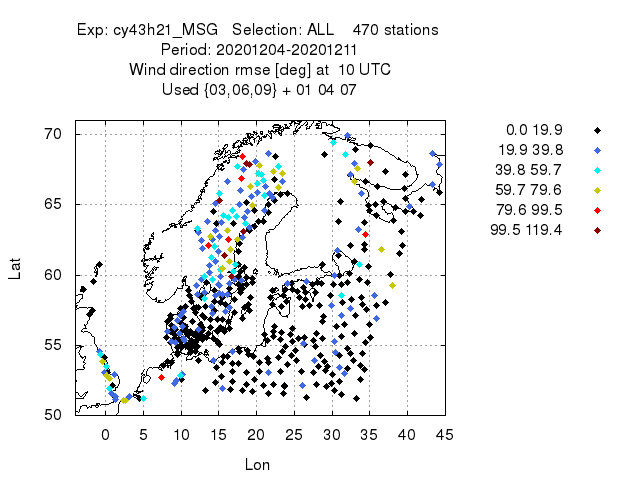 Exp: cy43h21_MSG   Selection: ALL    470 stations
Period: 20201204-20201211
Wind direction rmse [deg] at  10 UTC
Used {03,06,09} + 01 04 07
0.0 19.9
19.9 39.8
39.8 59.7
59.7 79.6
79.6 99.5
99.5 119.4
70
65
60
55
50
Lat
0 5 10 15 20 25 30 35 40 45
Lon